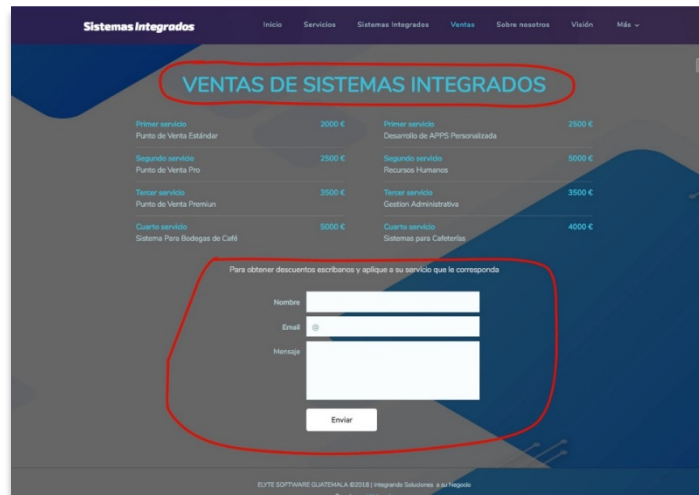 Sistemas Integrados
Inicio Servicios Sistemas Integrados Ventas Sobre nosotros Visión Más
VENTAS DE SISTEMAS INTEGRADOS
Primer servicio 2000 €
Punto de Venta Estándar
Segundo servicio 2500 €
Punto de Venta Pro
Tercer servicio 3500 €
Punto de Venta Premiun
Cuarto servicio 5000 €
Sistema Para Bodegas de Café
Primer servicio 2500 €
Desarrollo de APPS Personalizada
Segundo servicio 5000 €
Recursos Humanos
Tercer servicio 3500 €
Gestion Administrativa
Cuarto servicio 4000 €
Sistemas para Cafeterías
Para obtener descuentos escríbanos y aplique a su servicio que le corresponda
Nombre
Email @
Mensaje
Enviar
ELYTE SOFTWARE GUATEMALA ©2018 | Integrando Soluciones a su Negocio